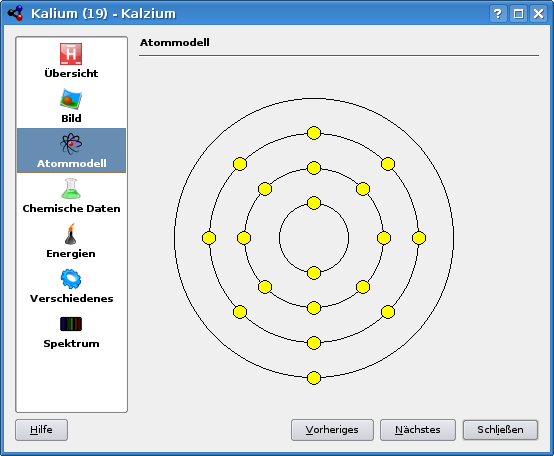 Kalium (19) - Kalzium
Atommodell
Übersicht
Bild
Atommodell
Chemische Daten
Energien
Verschiedenes
Spektrum
Hilfe
Vorheriges
Nächstes
Schließen